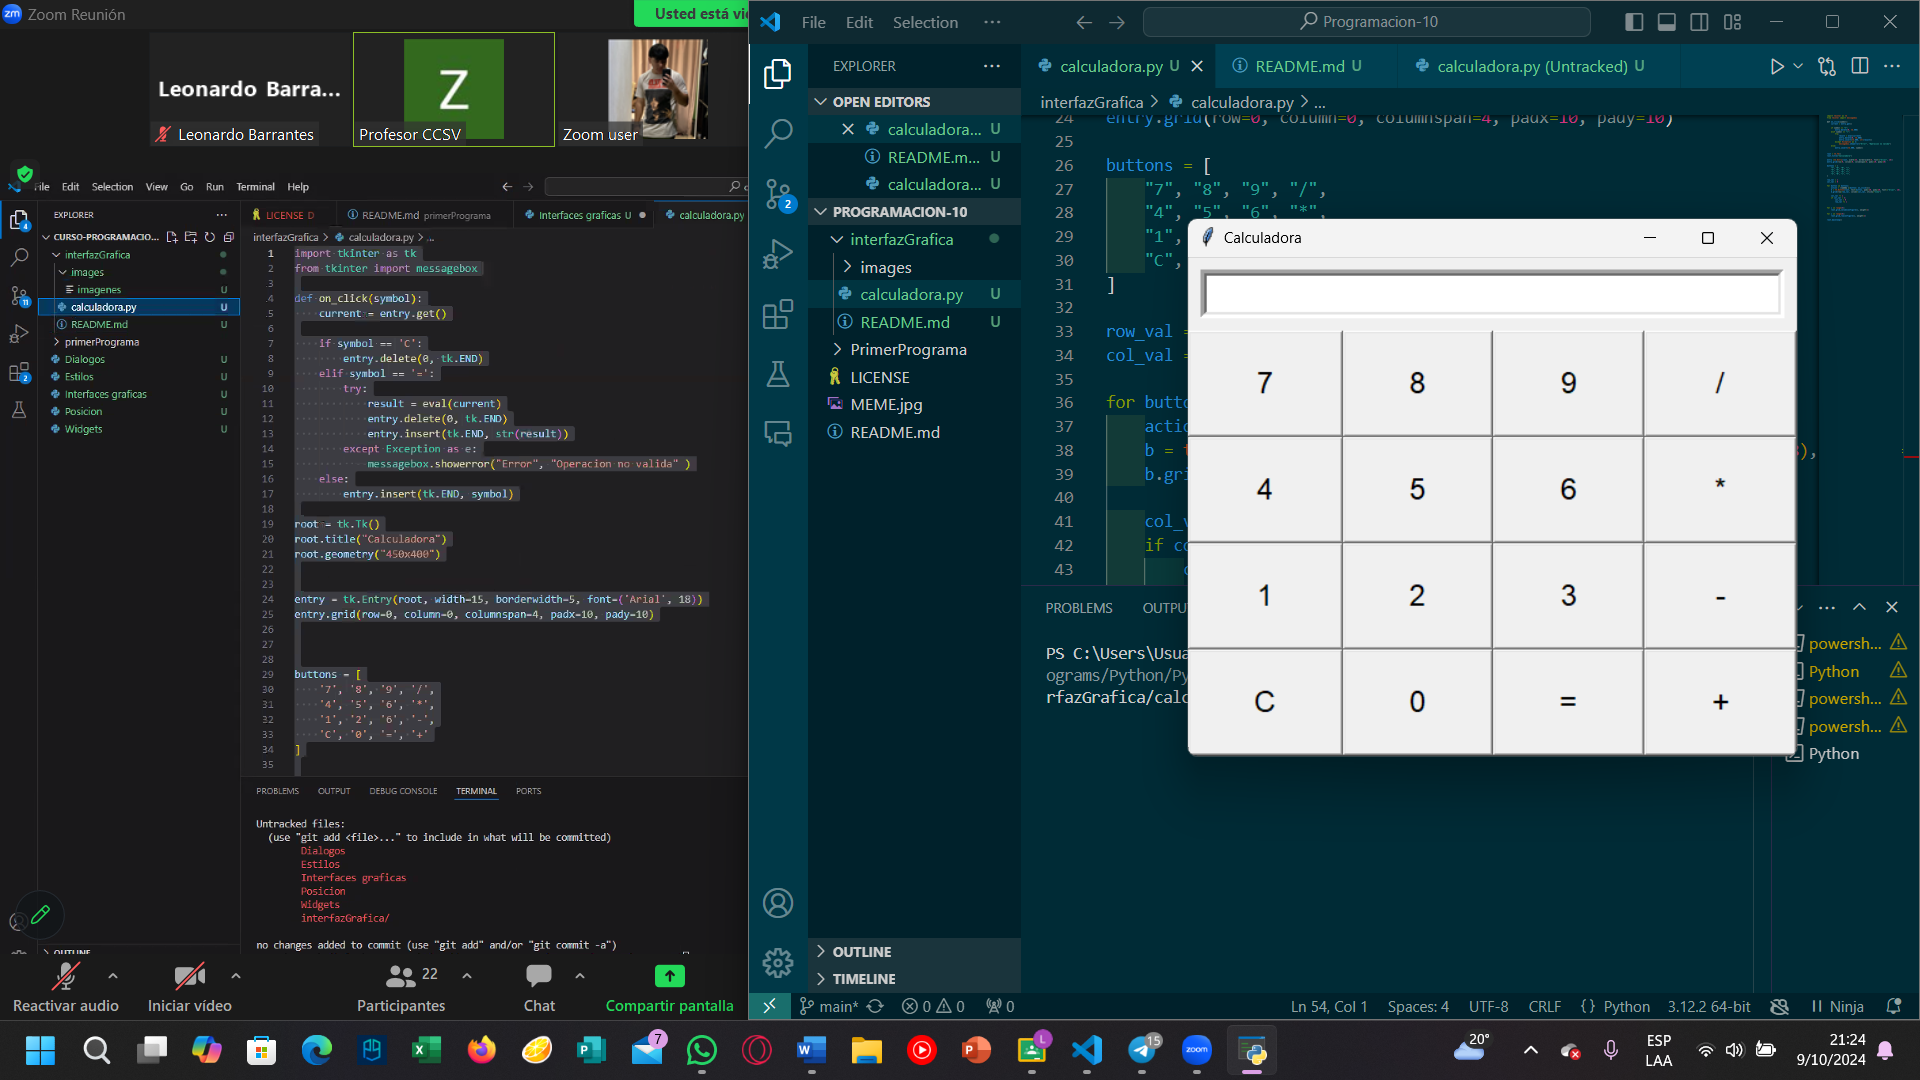 zm Zoom Reunión
Usted está vie
Leonardo Barra...
Leonardo Barrantes
Z
Profesor CCSV
Zoom user
File Edit Selection View Go Run Terminal Help
EXPLORER
CURSO-PROGRAMACIO...
interfazGrafica
images
imagenes U
calculadora.py U
README.md U
primerPrograma
Dialogos U
Estilos U
Interfaces graficas U
Posicion U
Widgets U
OUTLINE
LICENSE D
README.md primerPrograma
Interfaces graficas U
calculadora.py
interfazGrafica > calculadora.py > ...
1 import tkinter as tk
2 from tkinter import messagebox
3
4 def on_click(symbol):
5 current = entry.get()
6
7 if symbol == 'C':
8 entry.delete(0, tk.END)
9 elif symbol == '=':
10 try:
11 result = eval(current)
12 entry.delete(0, tk.END)
13 entry.insert(tk.END, str(result))
14 except Exception as e:
15 messagebox.showerror("Error", "Operacion no valida" )
16 else:
17 entry.insert(tk.END, symbol)
18
19 root = tk.Tk()
20 root.title("Calculadora")
21 root.geometry("450x400")
22
23
24 entry = tk.Entry(root, width=15, borderwidth=5, font=('Arial', 18))
25 entry.grid(row=0, column=0, columnspan=4, padx=10, pady=10)
26
27
28
29 buttons = [
30 '7', '8', '9', '/',
31 '4', '5', '6', '*',
32 '1', '2', '6', '-',
33 'C', '0', '=', '+'
34 ]
35
PROBLEMS OUTPUT DEBUG CONSOLE TERMINAL PORTS
Untracked files:
(use "git add <file>..." to include in what will be committed)
Dialogos
Estilos
Interfaces graficas
Posicion
Widgets
interfazGrafica/
no changes added to commit (use "git add" and/or "git commit -a")
Reactivar audio
Iniciar vídeo
22
Participantes
Chat
Compartir pantalla
File Edit Selection ...
Programacion-10
EXPLORER
OPEN EDITORS
calculadora... U
README.m... U
calculadora... U
PROGRAMACION-10
interfazGrafica
images
calculadora.py U
README.md U
PrimerPrograma
LICENSE
MEME.jpg
README.md
OUTLINE
TIMELINE
calculadora.py U
README.md U
calculadora.py (Untracked) U
interfazGrafica > calculadora.py > ...
24 entry.grid(row=0, column=0, columnspan=4, padx=10, pady=10)
25
26 buttons = [
27 "7", "8", "9", "/",
28 "4", "5", "6", "*",
29 "1",
30 "C",
31 ]
32
33 row_val =
34 col_val =
35
36 for butto
37 actio
38 b = t
39 b.gri
40
41 col_v
42 if co
43 c
PROBLEMS OUTPU
PS C:\Users\Usua
ograms/Python/Py
rfazGrafica/calc
powersh...
Python
powersh...
powersh...
Python
Calculadora
7 8 9 /
4 5 6 *
1 2 3 -
C 0 = +
main* 0 0 0
Ln 54, Col 1 Spaces: 4 UTF-8 CRLF {} Python 3.12.2 64-bit Ninja
7
L
15
zoom
20°
ESP
LAA
21:24
9/10/2024